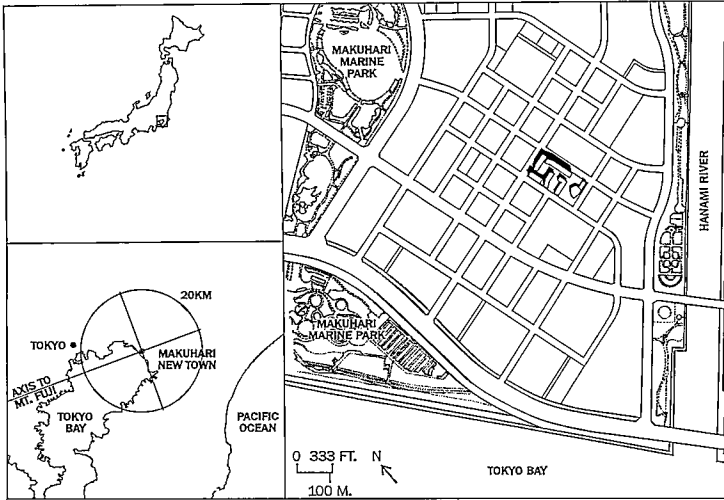 MAKUHARI
MARINE
PARK
HANAMI RIVER
20KM
TOKYO
MAKUHARI
NEW TOWN
AXIS TO
MT. FUJI
TOKYO
BAY
PACIFIC
OCEAN
MAKUHARI
MARINE PARK
0 333 FT. N
100 M.
TOKYO BAY